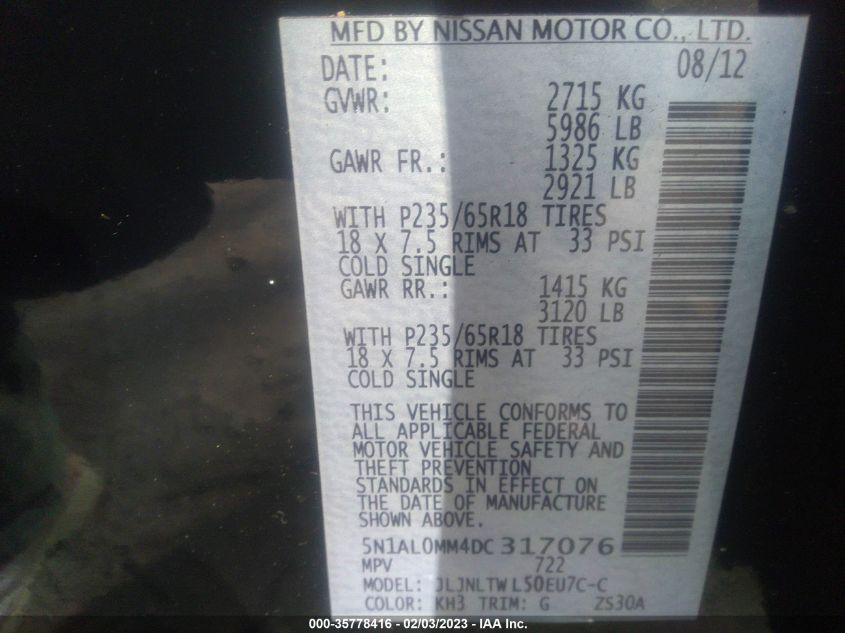 MFD BY NISSAN MOTOR CO., LTD.
DATE: 08/12
GVWR: 2715 KG
5986 LB
GAWR FR.: 1325 KG
2921 LB
WITH P235/65R18 TIRES
18 X 7.5 RIMS AT 33 PSI
COLD SINGLE
GAWR RR.: 1415 KG
3120 LB
WITH P235/65R18 TIRES
18 X 7.5 RIMS AT 33 PSI
COLD SINGLE
THIS VEHICLE CONFORMS TO
ALL APPLICABLE FEDERAL
MOTOR VEHICLE SAFETY AND
THEFT PREVENTION
STANDARDS IN EFFECT ON
THE DATE OF MANUFACTURE
SHOWN ABOVE.
5N1AL0MM4DC 317076
MPV 722
MODEL: JLJNLTW L50EU7C-C
COLOR: KH3 TRIM: G ZS30A
000-35778416 - 02/03/2023 - IAA Inc.